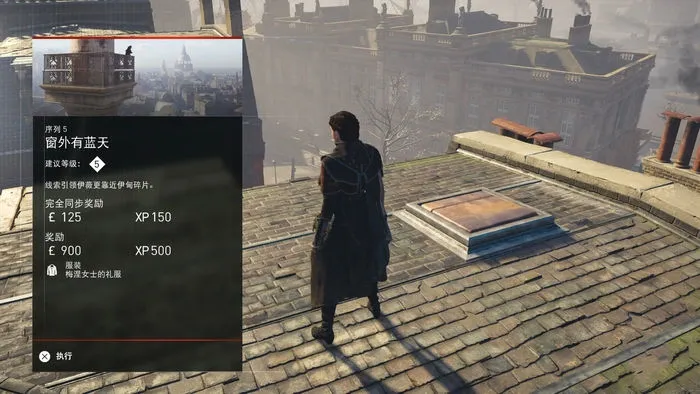 序列 5
窗外有蓝天
建议等级: 5
线索引领伊薇更靠近伊甸碎片。
完全同步奖励
£ 125 XP 150
奖励
£ 900 XP 500
服装
梅涅女士的礼服
执行